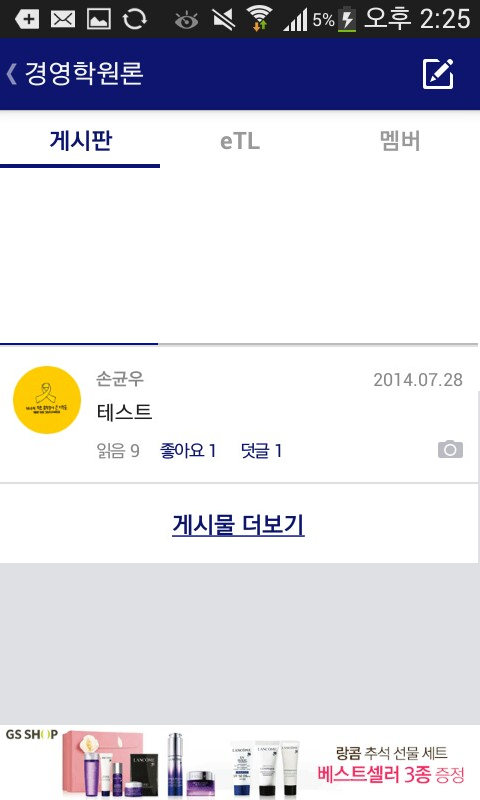 5%
오후 2:25
경영학원론
게시판
eTL
멤버
손균우
2014.07.28
테스트
읽음 9
좋아요 1
덧글 1
게시물 더보기
GS SHOP
랑콤 추석 선물 세트
베스트셀러 3종 증정
LANCOME